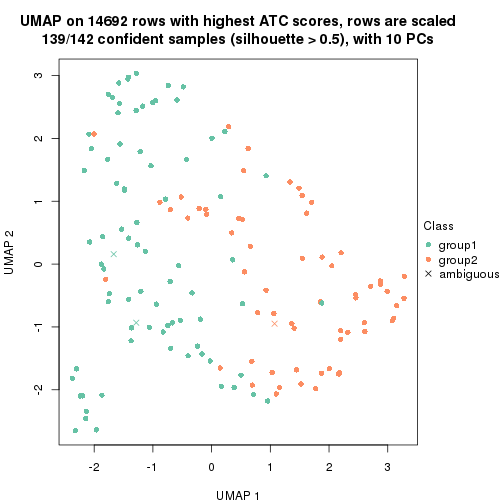 UMAP on 14692 rows with highest ATC scores, rows are scaled
139/142 confident samples (silhouette > 0.5), with 10 PCs
3
2
1
0
-1
-2
UMAP 2
-2
-1
0
1
2
3
UMAP 1
Class
group1
group2
ambiguous